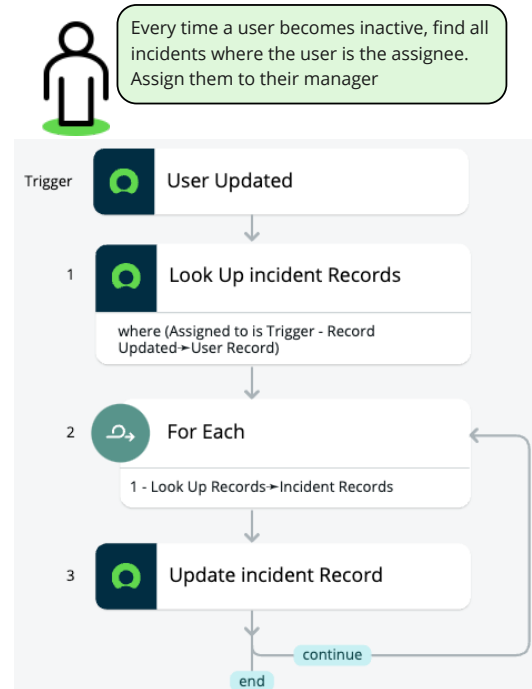 Every time a user becomes inactive, find all
incidents where the user is the assignee.
Assign them to their manager
Trigger
User Updated
1
Look Up incident Records
where (Assigned to is Trigger - Record
Updated➛User Record)
2
For Each
1 - Look Up Records➛Incident Records
3
Update incident Record
continue
end